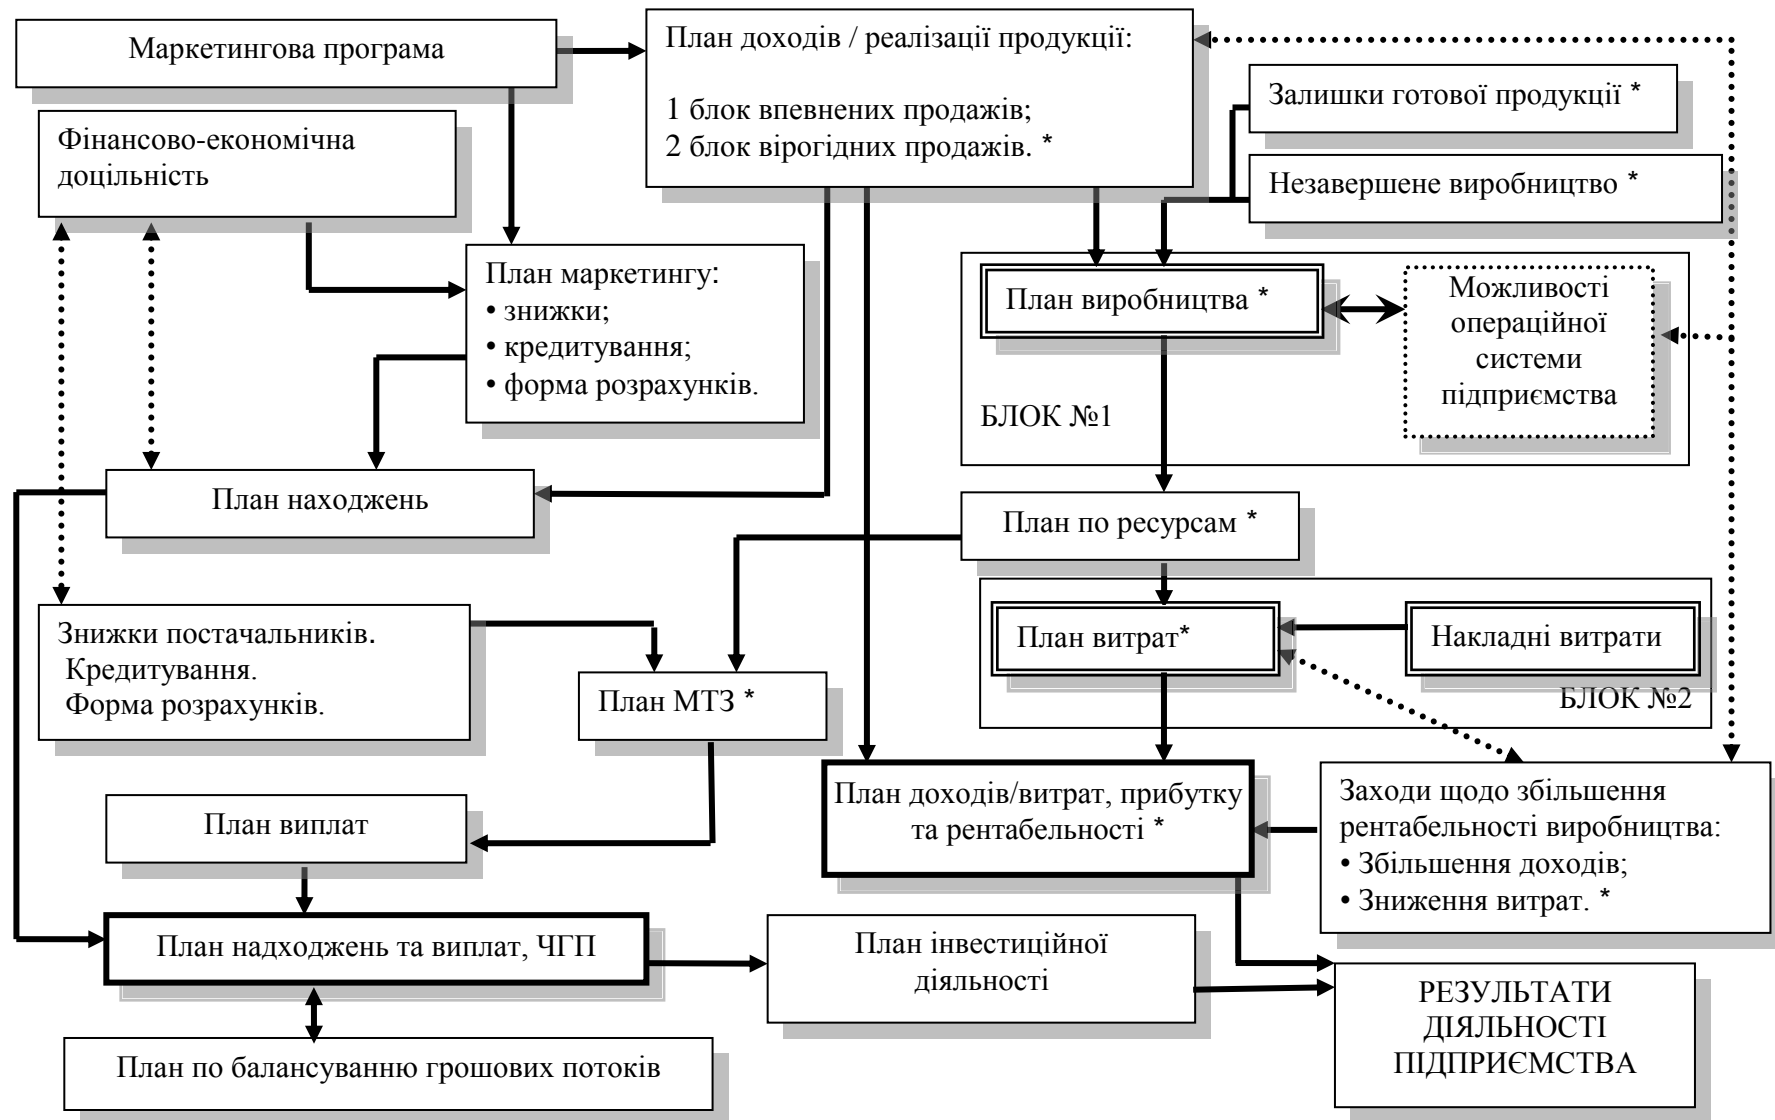 Маркетингова програма
План доходів / реалізації продукції:
1 блок впевнених продажів;
2 блок вірогідних продажів. *
Залишки готової продукції *
Незавершене виробництво *
Фінансово-економічна
доцільність
План маркетингу:
• знижки;
• кредитування;
• форма розрахунків.
План виробництва *
Можливості
операційної
системи
підприємства
БЛОК №1
План находжень
План по ресурсам *
План витрат*
Накладні витрати
БЛОК №2
Знижки постачальників.
Кредитування.
Форма розрахунків.
План МТЗ *
План виплат
План доходів/витрат, прибутку
та рентабельності *
Заходи щодо збільшення
рентабельності виробництва:
• Збільшення доходів;
• Зниження витрат. *
План надходжень та виплат, ЧГП
План інвестиційної
діяльності
РЕЗУЛЬТАТИ
ДІЯЛЬНОСТІ
ПІДПРИЄМСТВА
План по балансуванню грошових потоків